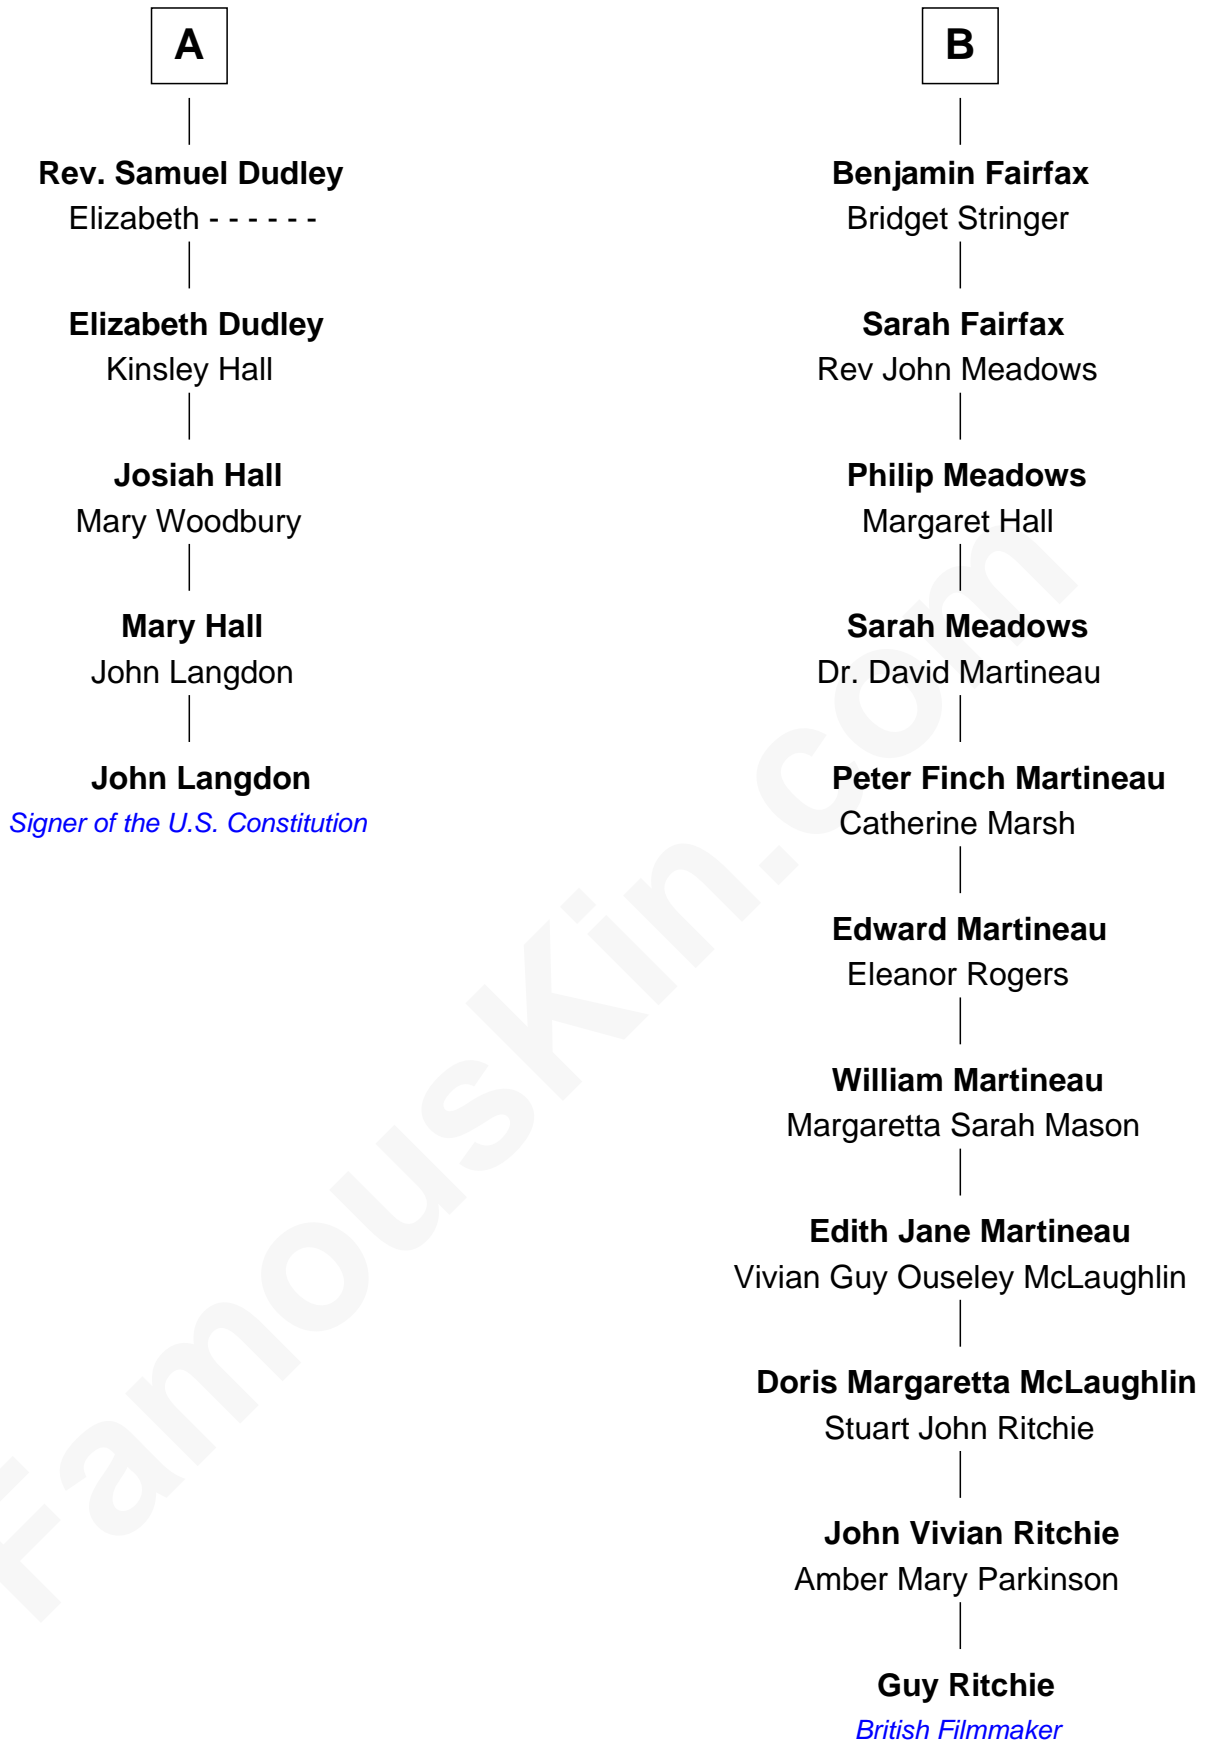 A
Rev. Samuel Dudley
Elizabeth - - - - - -
Elizabeth Dudley
Kinsley Hall
Josiah Hall
Mary Woodbury
Mary Hall
John Langdon
John Langdon
Signer of the U.S. Constitution
B
Benjamin Fairfax
Bridget Stringer
Sarah Fairfax
Rev John Meadows
Philip Meadows
Margaret Hall
Sarah Meadows
Dr. David Martineau
Peter Finch Martineau
Catherine Marsh
Edward Martineau
Eleanor Rogers
William Martineau
Margaretta Sarah Mason
Edith Jane Martineau
Vivian Guy Ouseley McLaughlin
Doris Margaretta McLaughlin
Stuart John Ritchie
John Vivian Ritchie
Amber Mary Parkinson
Guy Ritchie
British Filmmaker
FamousKin.com